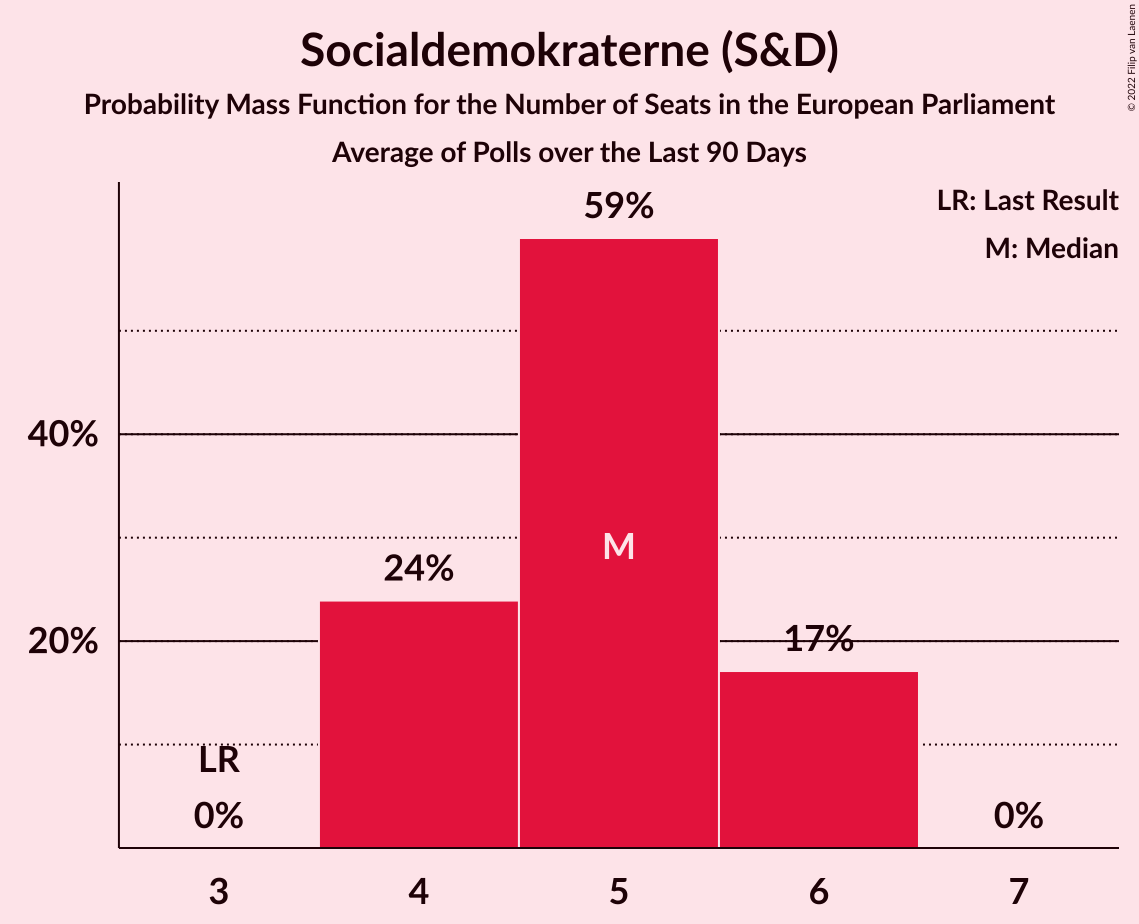 Socialdemokraterne (S&D)
Probability Mass Function for the Number of Seats in the European Parliament
Average of Polls over the Last 90 Days
© 2022 Filip van Laenen
LR: Last Result
M: Median
59%
40%
M
24%
20%
17%
LR
0%
0%
3 4 5 6 7